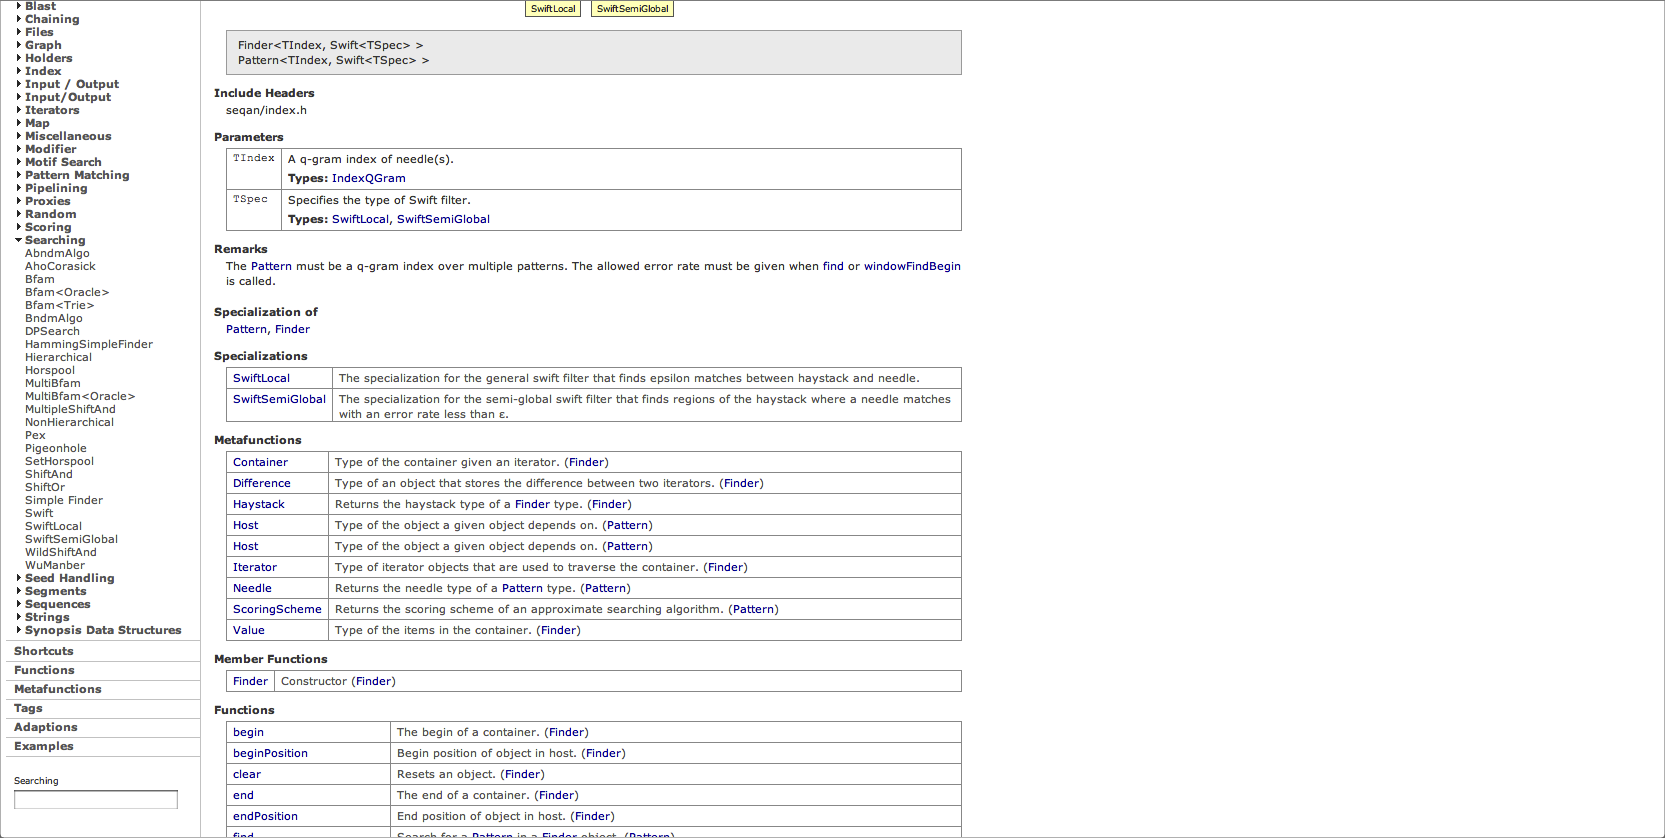 Blast
Chaining
Files
Graph
Holders
Index
Input / Output
Input/Output
Iterators
Map
Miscellaneous
Modifier
Motif Search
Pattern Matching
Pipelining
Proxies
Random
Scoring
Searching
AbndmAlgo
AhoCorasick
Bfam
Bfam<Oracle>
Bfam<Trie>
BndmAlgo
DPSearch
HammingSimpleFinder
Hierarchical
Horspool
MultiBfam
MultiBfam<Oracle>
MultipleShiftAnd
NonHierarchical
Pex
Pigeonhole
SetHorspool
ShiftAnd
ShiftOr
Simple Finder
Swift
SwiftLocal
SwiftSemiGlobal
WildShiftAnd
WuManber
Seed Handling
Segments
Sequences
Strings
Synopsis Data Structures
Shortcuts
Functions
Metafunctions
Tags
Adaptions
Examples
Searching
SwiftLocal SwiftSemiGlobal
Finder<TIndex, Swift<TSpec> >
Pattern<TIndex, Swift<TSpec> >
Include Headers
seqan/index.h
Parameters
TIndex A q-gram index of needle(s).
Types: IndexQGram
TSpec Specifies the type of Swift filter.
Types: SwiftLocal, SwiftSemiGlobal
Remarks
The Pattern must be a q-gram index over multiple patterns. The allowed error rate must be given when find or windowFindBegin
is called.
Specialization of
Pattern, Finder
Specializations
SwiftLocal The specialization for the general swift filter that finds epsilon matches between haystack and needle.
SwiftSemiGlobal The specialization for the semi-global swift filter that finds regions of the haystack where a needle matches
with an error rate less than ε.
Metafunctions
Container Type of the container given an iterator. (Finder)
Difference Type of an object that stores the difference between two iterators. (Finder)
Haystack Returns the haystack type of a Finder type. (Finder)
Host Type of the object a given object depends on. (Pattern)
Host Type of the object a given object depends on. (Pattern)
Iterator Type of iterator objects that are used to traverse the container. (Finder)
Needle Returns the needle type of a Pattern type. (Pattern)
ScoringScheme Returns the scoring scheme of an approximate searching algorithm. (Pattern)
Value Type of the items in the container. (Finder)
Member Functions
Finder Constructor (Finder)
Functions
begin The begin of a container. (Finder)
beginPosition Begin position of object in host. (Finder)
clear Resets an object. (Finder)
end The end of a container. (Finder)
endPosition End position of object in host. (Finder)
find Search for a Pattern in a Finder object. (Pattern)